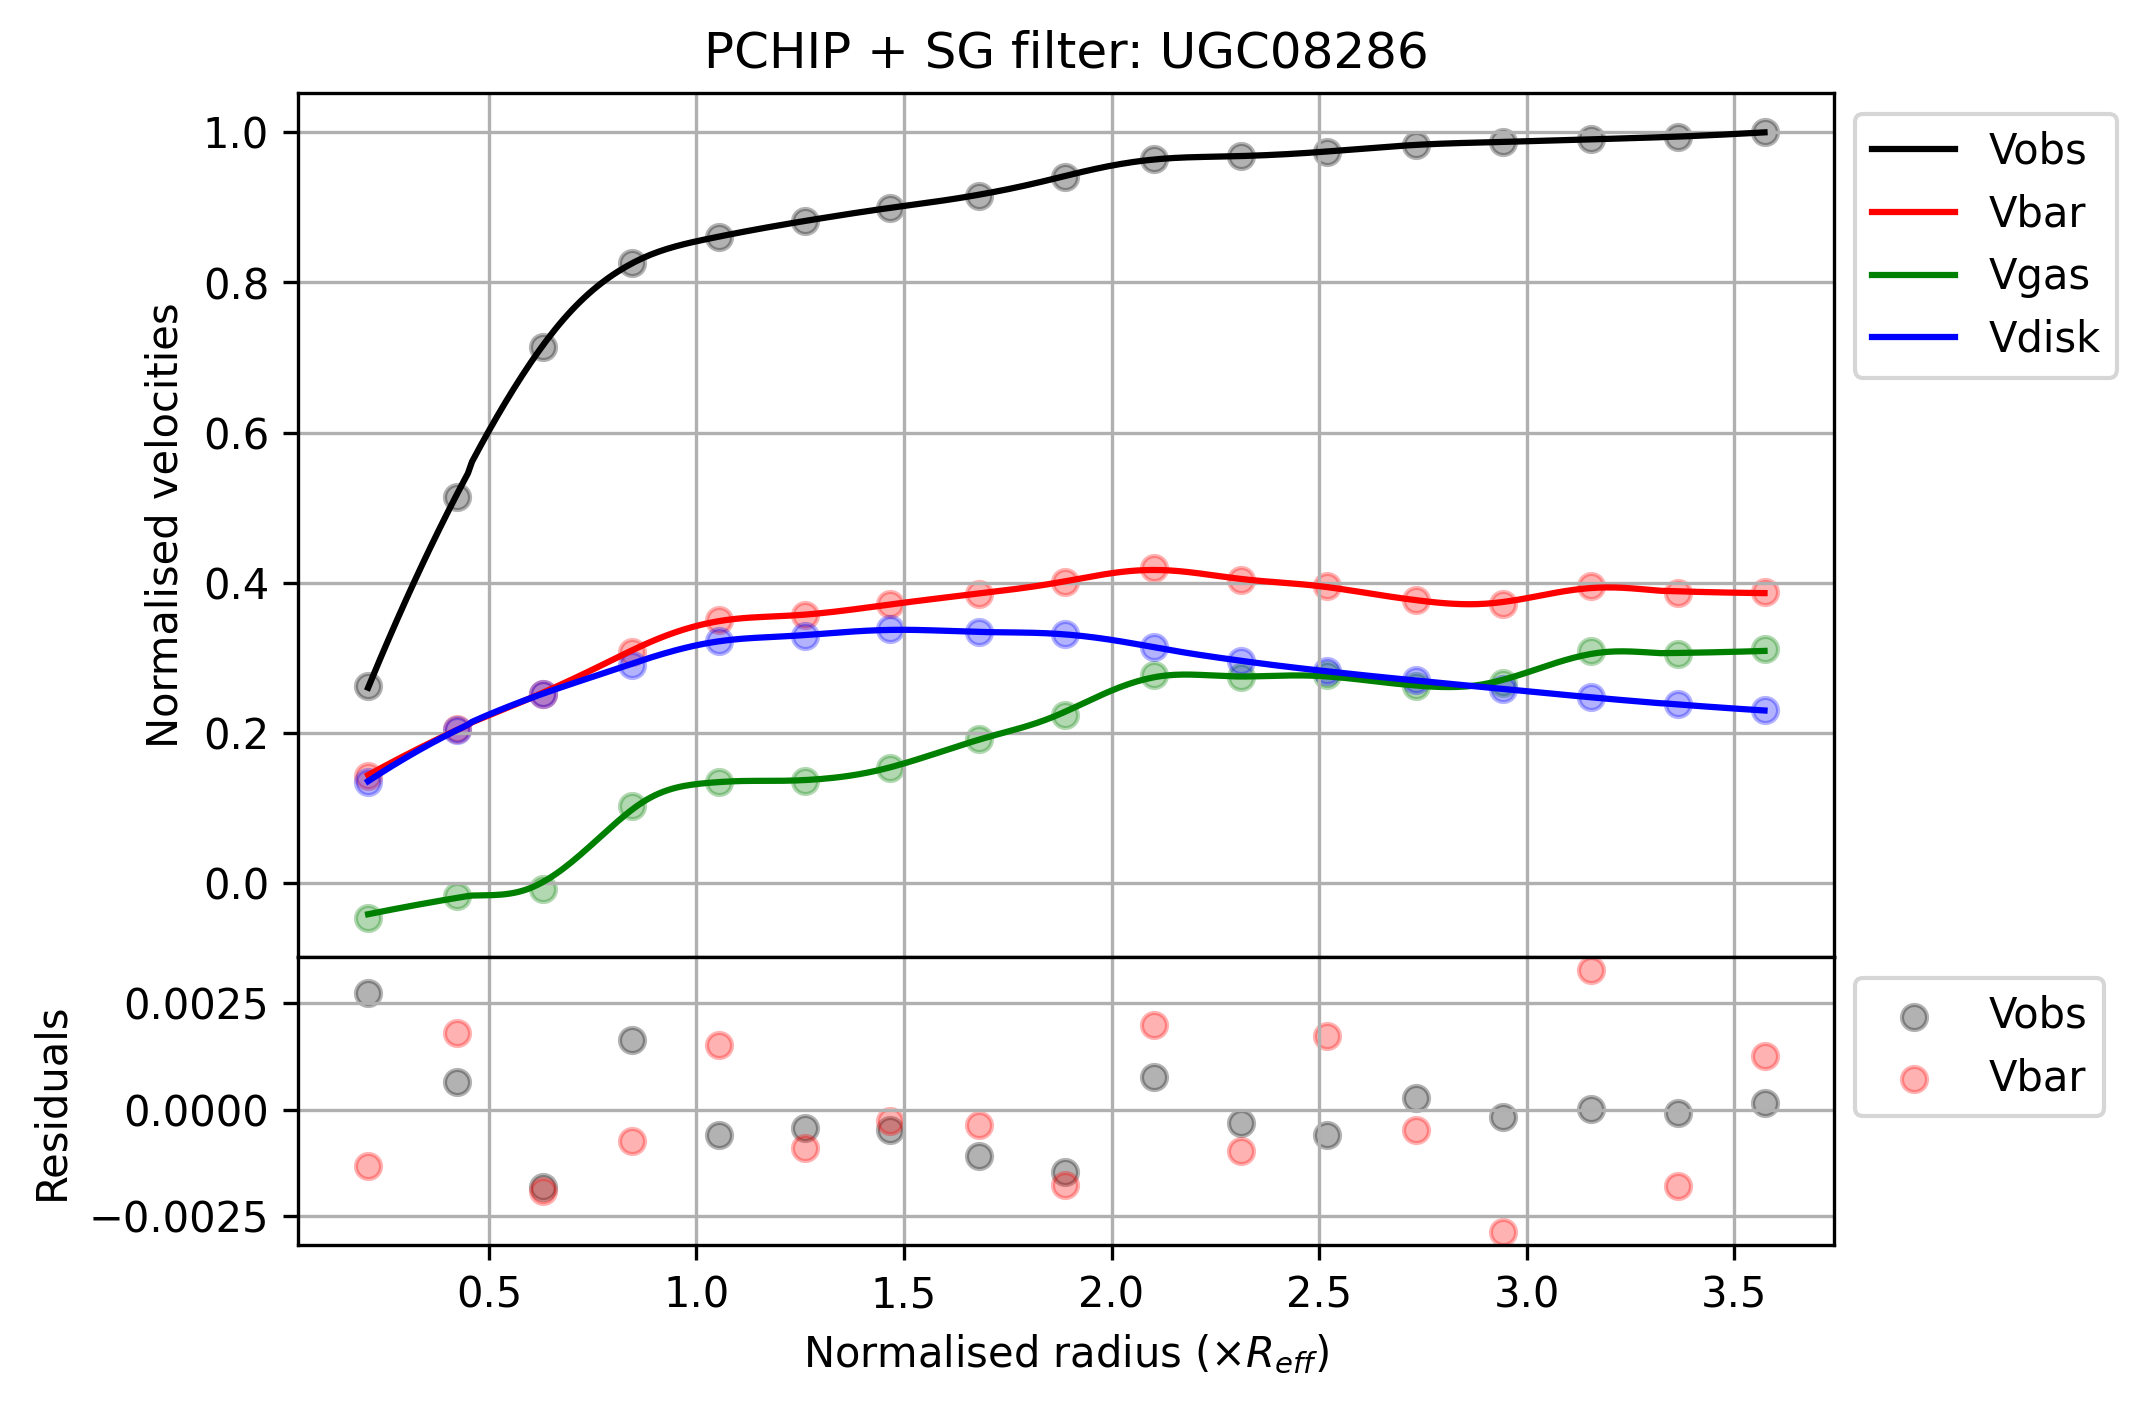 PCHIP + SG filter: UGC08286
Normalised velocities
1.0
0.8
0.6
0.4
0.2
0.0
Vobs
Vbar
Vgas
Vdisk
Residuals
0.0025
0.0000
−0.0025
Vobs
Vbar
0.5 1.0 1.5 2.0 2.5 3.0 3.5
Normalised radius (×R_{eff})